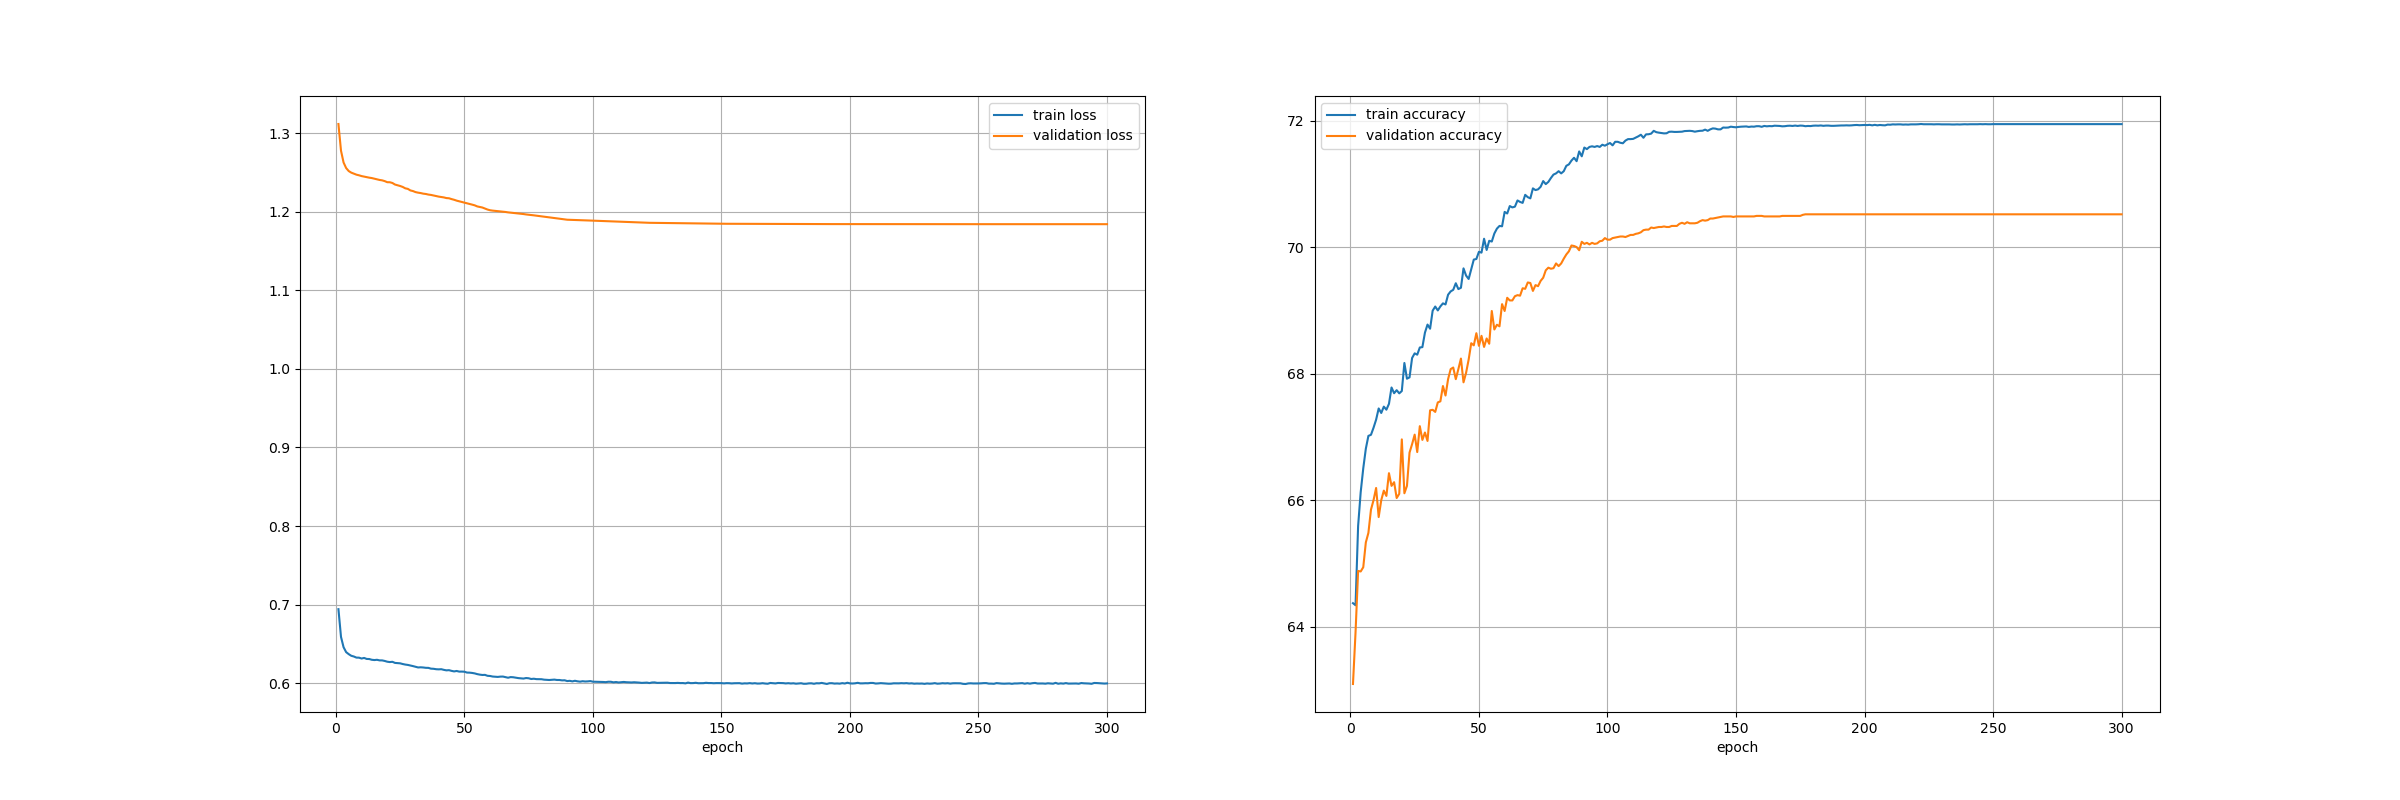 train loss
validation loss
1.3
1.2
1.1
1.0
0.9
0.8
0.7
0.6
0 50 100 150 200 250 300
epoch
train accuracy
validation accuracy
72
70
68
66
64
0 50 100 150 200 250 300
epoch